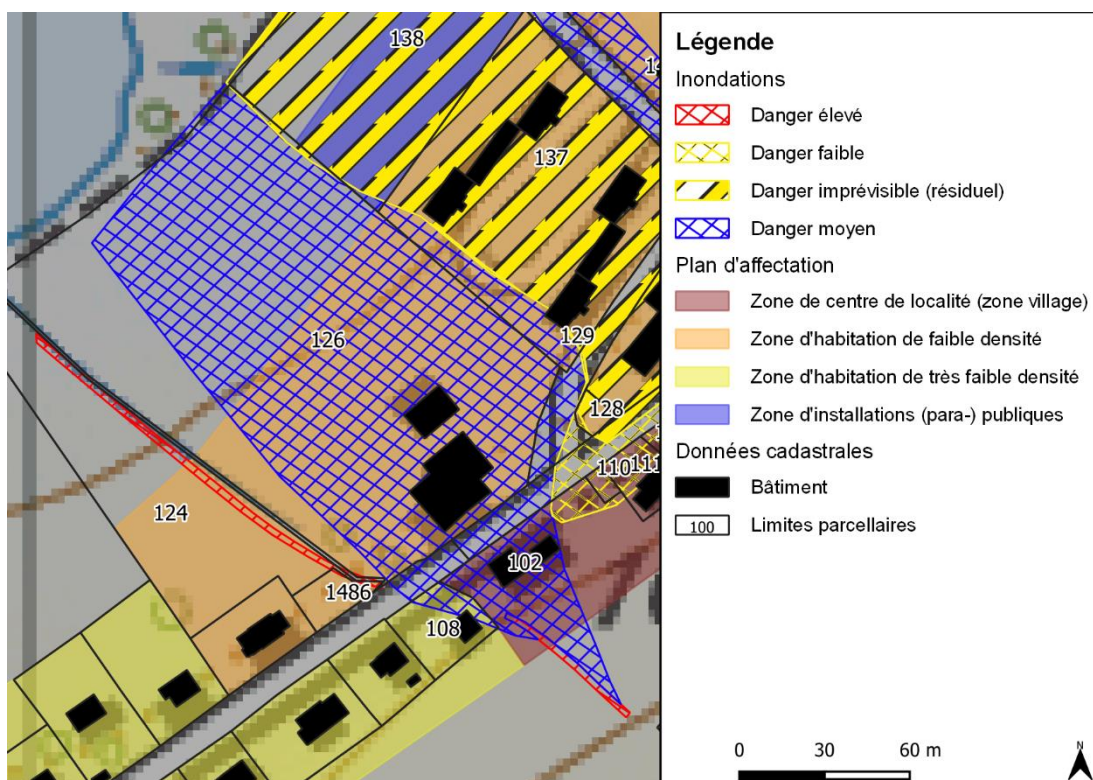 138
137
126
129
128
110
111
124
1486
102
108
Légende
Inondations
Danger élevé
Danger faible
Danger imprévisible (résiduel)
Danger moyen
Plan d'affectation
Zone de centre de localité (zone village)
Zone d'habitation de faible densité
Zone d'habitation de très faible densité
Zone d'installations (para-) publiques
Données cadastrales
Bâtiment
100 Limites parcellaires
0 30 60 m
N